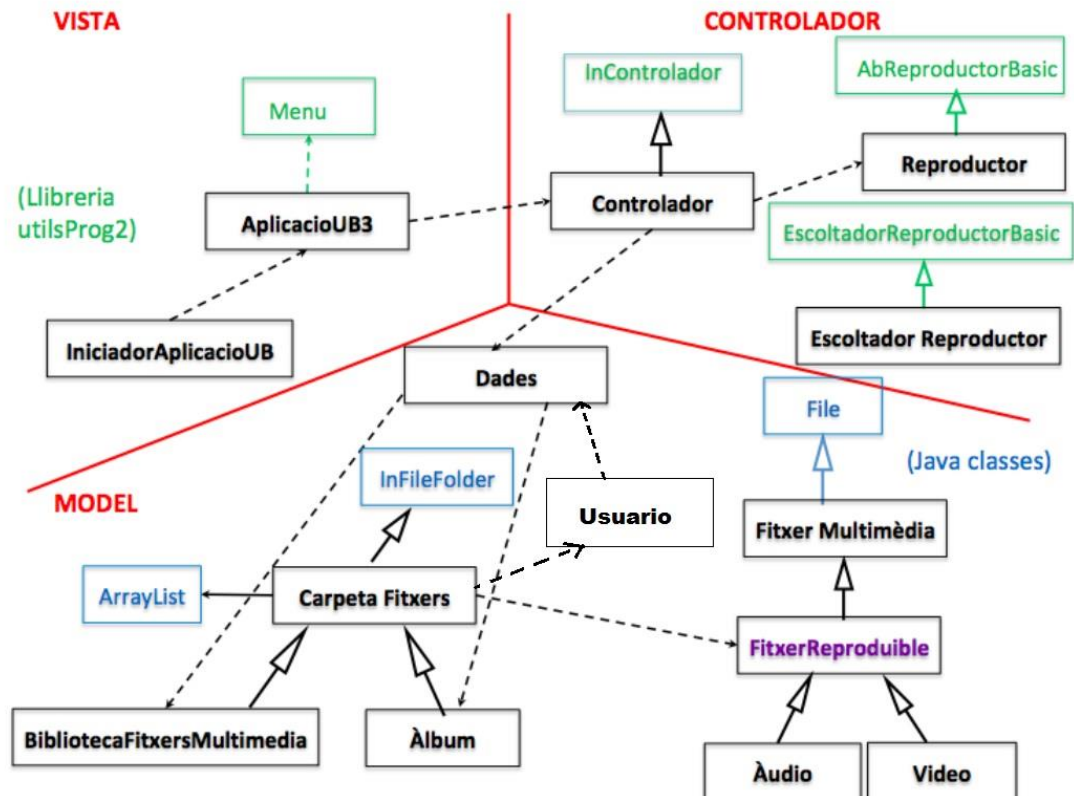 VISTA
CONTROLADOR
InControlador
AbReproductorBasic
Menu
Reproductor
(Llibreria
utilsProg2)
AplicacioUB3
Controlador
EscoltadorReproductorBasic
IniciadorAplicacioUB
Escoltador Reproductor
Dades
File
(Java classes)
InFileFolder
MODEL
Usuario
Fitxer Multimèdia
ArrayList
Carpeta Fitxers
FitxerReproduible
BibliotecaFitxersMultimedia
Àlbum
Àudio
Video